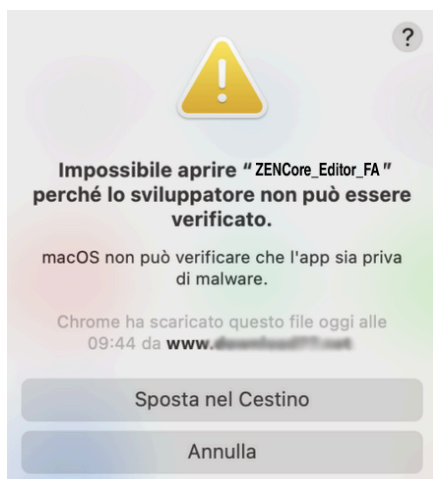 ?
Impossibile aprire “ZENCore_Editor_FA”
perché lo sviluppatore non può essere
verificato.
macOS non può verificare che l'app sia priva
di malware.
Chrome ha scaricato questo file oggi alle
09:44 da www.
Sposta nel Cestino
Annulla